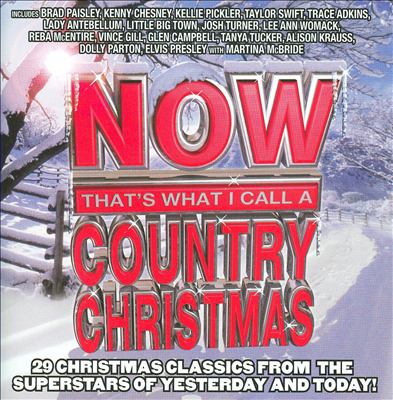 INCLUDES BRAD PAISLEY, KENNY CHESNEY, KELLIE PICKLER, TAYLOR SWIFT, TRACE ADKINS,
LADY ANTEBELLUM, LITTLE BIG TOWN, JOSH TURNER, LEE ANN WOMACK,
REBA McENTIRE, VINCE GILL, GLEN CAMPBELL, TANYA TUCKER, ALISON KRAUSS,
DOLLY PARTON, ELVIS PRESLEY WITH MARTINA McBRIDE
NOW
THAT'S WHAT I CALL A
COUNTRY
CHRISTMAS
29 CHRISTMAS CLASSICS FROM THE
SUPERSTARS OF YESTERDAY AND TODAY!